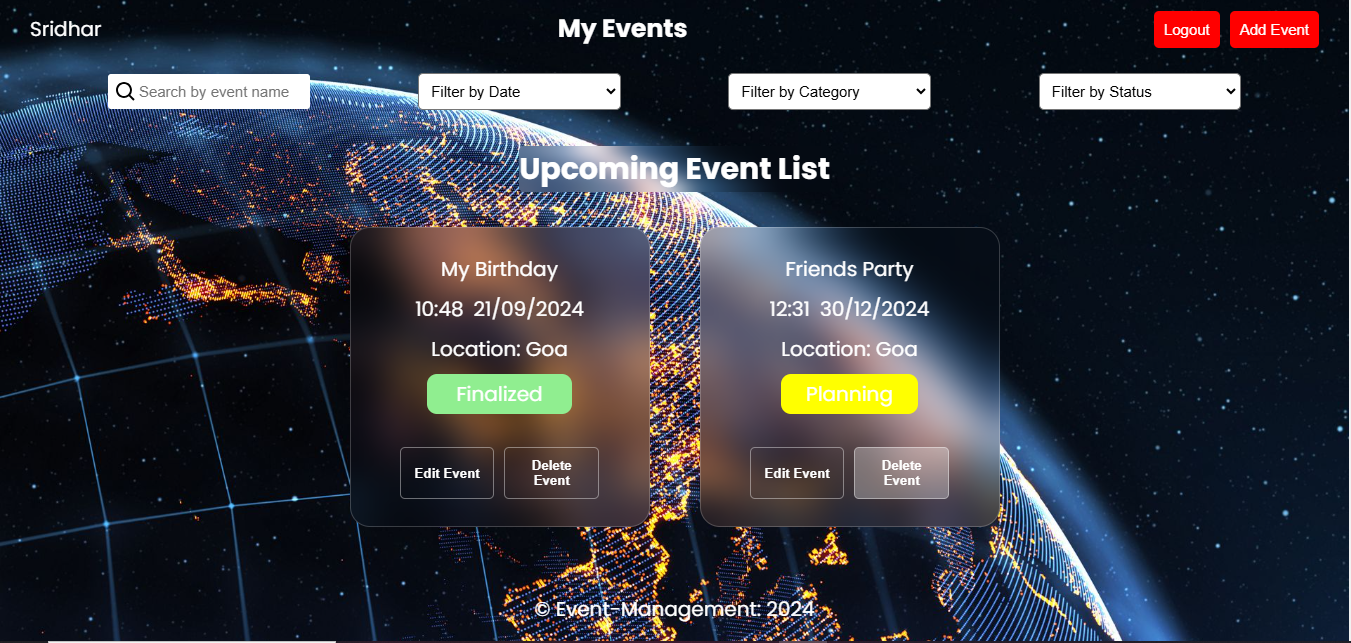 Sridhar
My Events
Logout
Add Event
Search by event name
Filter by Date
Filter by Category
Filter by Status
Upcoming Event List
My Birthday
10:48 21/09/2024
Location: Goa
Finalized
Edit Event
Delete
Event
Friends Party
12:31 30/12/2024
Location: Goa
Planning
Edit Event
Delete
Event
© Event-Management: 2024